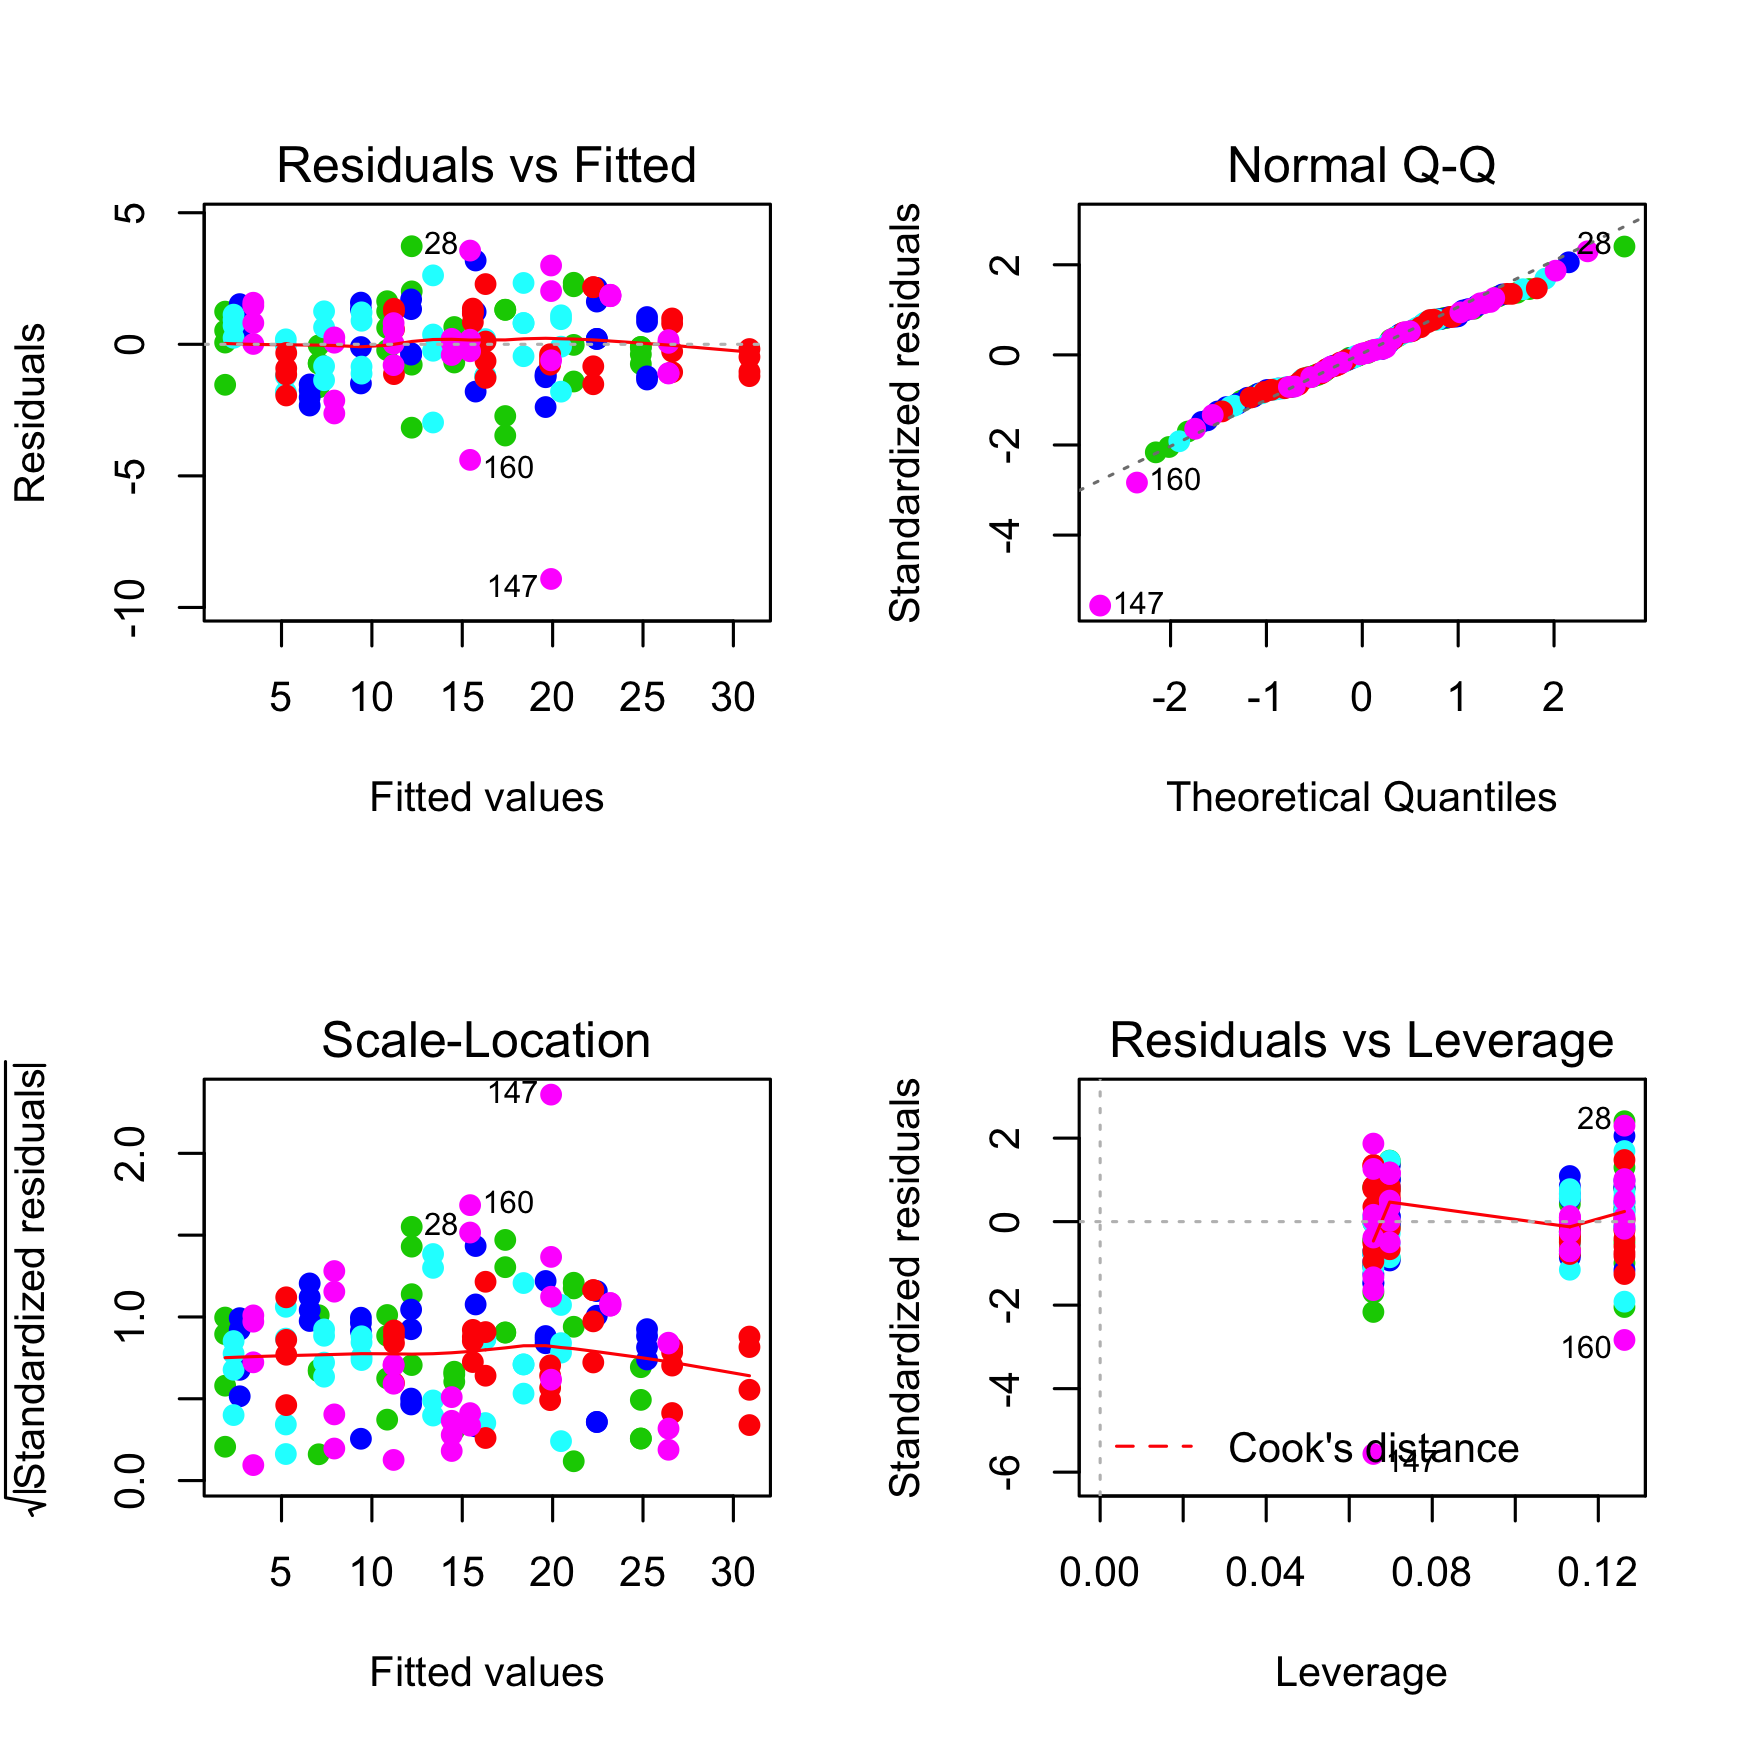 Residuals vs Fitted
Residuals
5
0
-5
-10
28
160
147
5 10 15 20 25 30
Fitted values
Normal Q-Q
Standardized residuals
2
0
-2
-4
28
160
147
-2 -1 0 1 2
Theoretical Quantiles
Scale-Location
√|Standardized residuals|
2.0
1.0
0.0
147
160
28
5 10 15 20 25 30
Fitted values
Residuals vs Leverage
Standardized residuals
2
0
-2
-4
-6
28
160
Cook's distance
147
0.00 0.04 0.08 0.12
Leverage